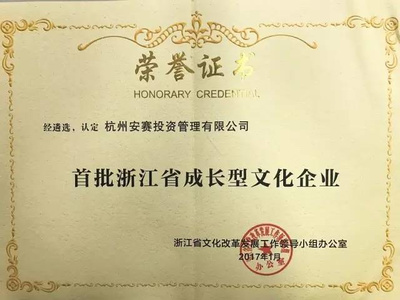 荣誉证书
HONORARY CREDENTIAL
经遴选，认定 杭州安赛投资管理有限公司
首批浙江省成长型文化企业
浙江省文化改革发展工作领导小组办公室
2017年1月